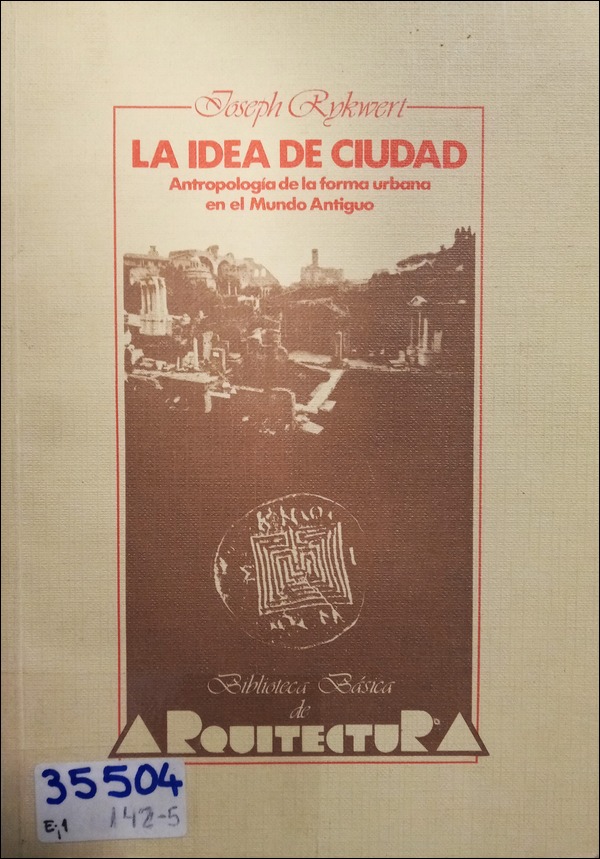 Joseph Rykwert
LA IDEA DE CIUDAD
Antropología de la forma urbana
en el Mundo Antiguo
Biblioteca Básica
de
ARQUITECTURA
35504
E;1 142-5